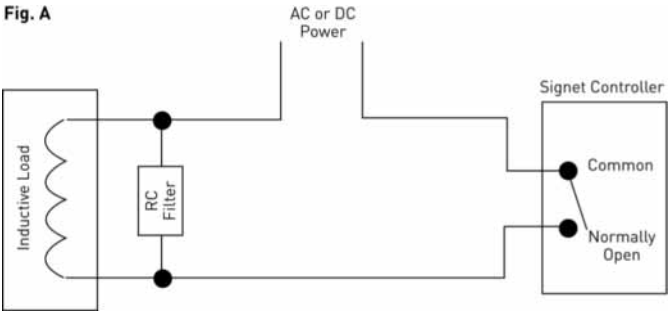 Fig. A
AC or DC
Power
Signet Controller
Inductive Load
RC
Filter
Common
Normally
Open